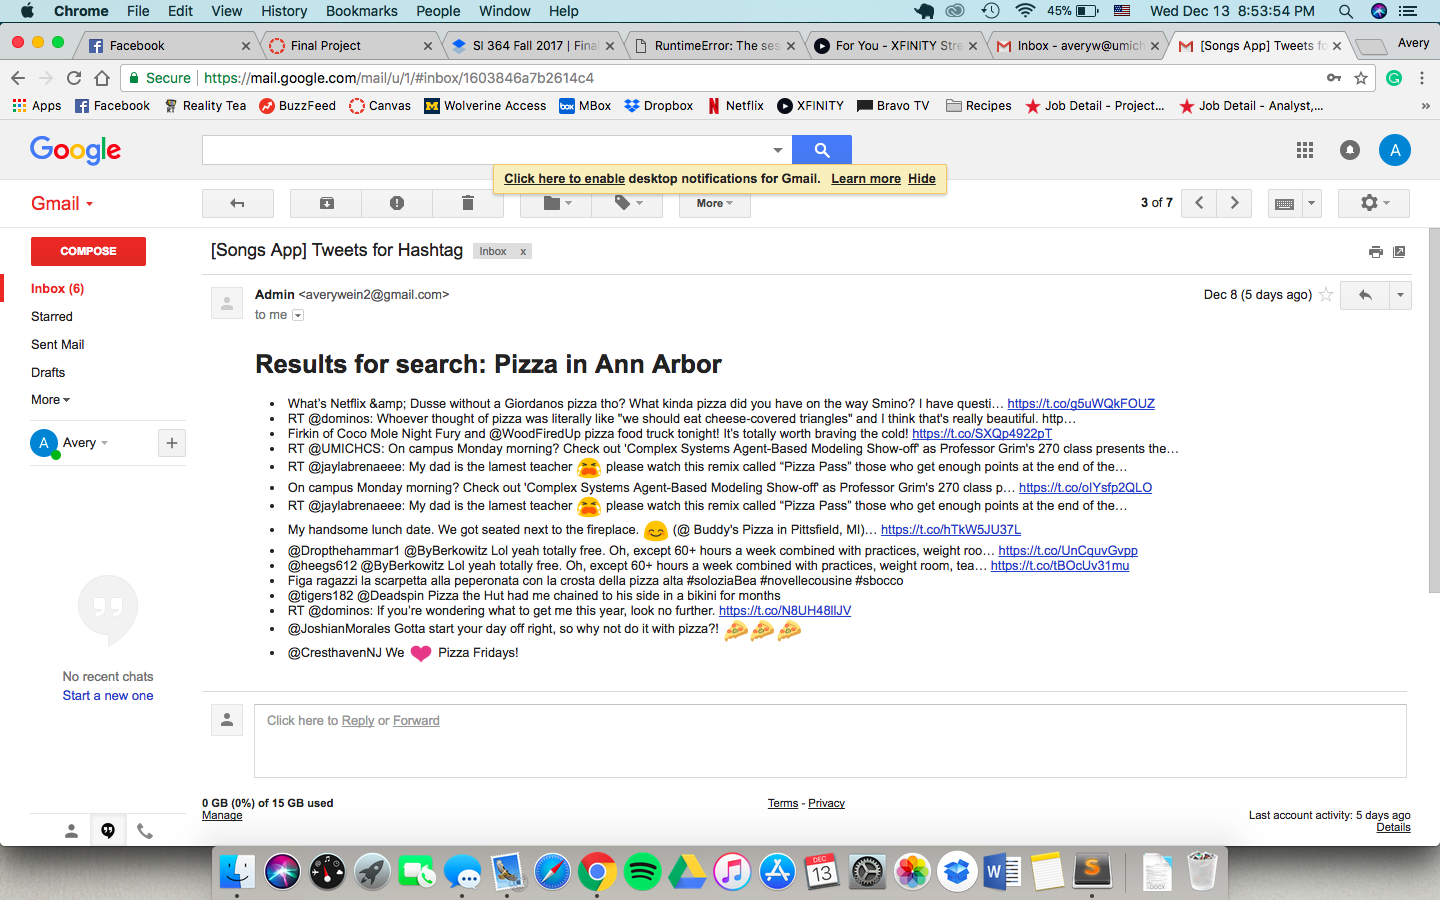 Chrome File Edit View History Bookmarks People Window Help 45% Wed Dec 13 8:53:54 PM
Facebook Final Project SI 364 Fall 2017 | Fina RuntimeError: The ses For You - XFINITY Stre Inbox - averyw@umich [Songs App] Tweets fo Avery
Secure https://mail.google.com/mail/u/1/#inbox/1603846a7b2614c4
Apps Facebook Reality Tea BuzzFeed Canvas Wolverine Access MBox Dropbox Netflix XFINITY Bravo TV Recipes Job Detail - Project... Job Detail - Analyst,... »
Google A
Click here to enable desktop notifications for Gmail. Learn more Hide
Gmail More 3 of 7
COMPOSE
[Songs App] Tweets for Hashtag Inbox x
Inbox (6)
Starred
Sent Mail
Drafts
More
A Avery +
No recent chats
Start a new one
Admin <averywein2@gmail.com> Dec 8 (5 days ago)
to me
Results for search: Pizza in Ann Arbor
• What's Netflix &amp; Dusse without a Giordanos pizza tho? What kinda pizza did you have on the way Smino? I have questi… https://t.co/g5uWQkFOUZ
• RT @dominos: Whoever thought of pizza was literally like "we should eat cheese-covered triangles" and I think that's really beautiful. http…
• Firkin of Coco Mole Night Fury and @WoodFiredUp pizza food truck tonight! It's totally worth braving the cold! https://t.co/SXQp4922pT
• RT @UMICHCS: On campus Monday morning? Check out 'Complex Systems Agent-Based Modeling Show-off' as Professor Grim's 270 class presents the…
• RT @jaylabrenaeee: My dad is the lamest teacher 😫 please watch this remix called “Pizza Pass” those who get enough points at the end of the…
• On campus Monday morning? Check out 'Complex Systems Agent-Based Modeling Show-off' as Professor Grim's 270 class p… https://t.co/oIYsfp2QLO
• RT @jaylabrenaeee: My dad is the lamest teacher 😫 please watch this remix called “Pizza Pass” those who get enough points at the end of the…
• My handsome lunch date. We got seated next to the fireplace. 😊 (@ Buddy's Pizza in Pittsfield, MI)… https://t.co/hTkW5JU37L
• @Dropthehammar1 @ByBerkowitz Lol yeah totally free. Oh, except 60+ hours a week combined with practices, weight roo… https://t.co/UnCquvGvpp
• @heegs612 @ByBerkowitz Lol yeah totally free. Oh, except 60+ hours a week combined with practices, weight room, tea… https://t.co/tBOcUv31mu
• Figa ragazzi la scarpetta alla peperonata con la crosta della pizza alta #soloziaBea #novellecousine #sbocco
• @tigers182 @Deadspin Pizza the Hut had me chained to his side in a bikini for months
• RT @dominos: If you're wondering what to get me this year, look no further. https://t.co/N8UH48lIJV
• @JoshianMorales Gotta start your day off right, so why not do it with pizza?! 🍕🍕🍕
• @CresthavenNJ We ❤ Pizza Fridays!
Click here to Reply or Forward
0 GB (0%) of 15 GB used
Manage
Terms - Privacy
Last account activity: 5 days ago
Details
DEC
13
W
S
DOCX